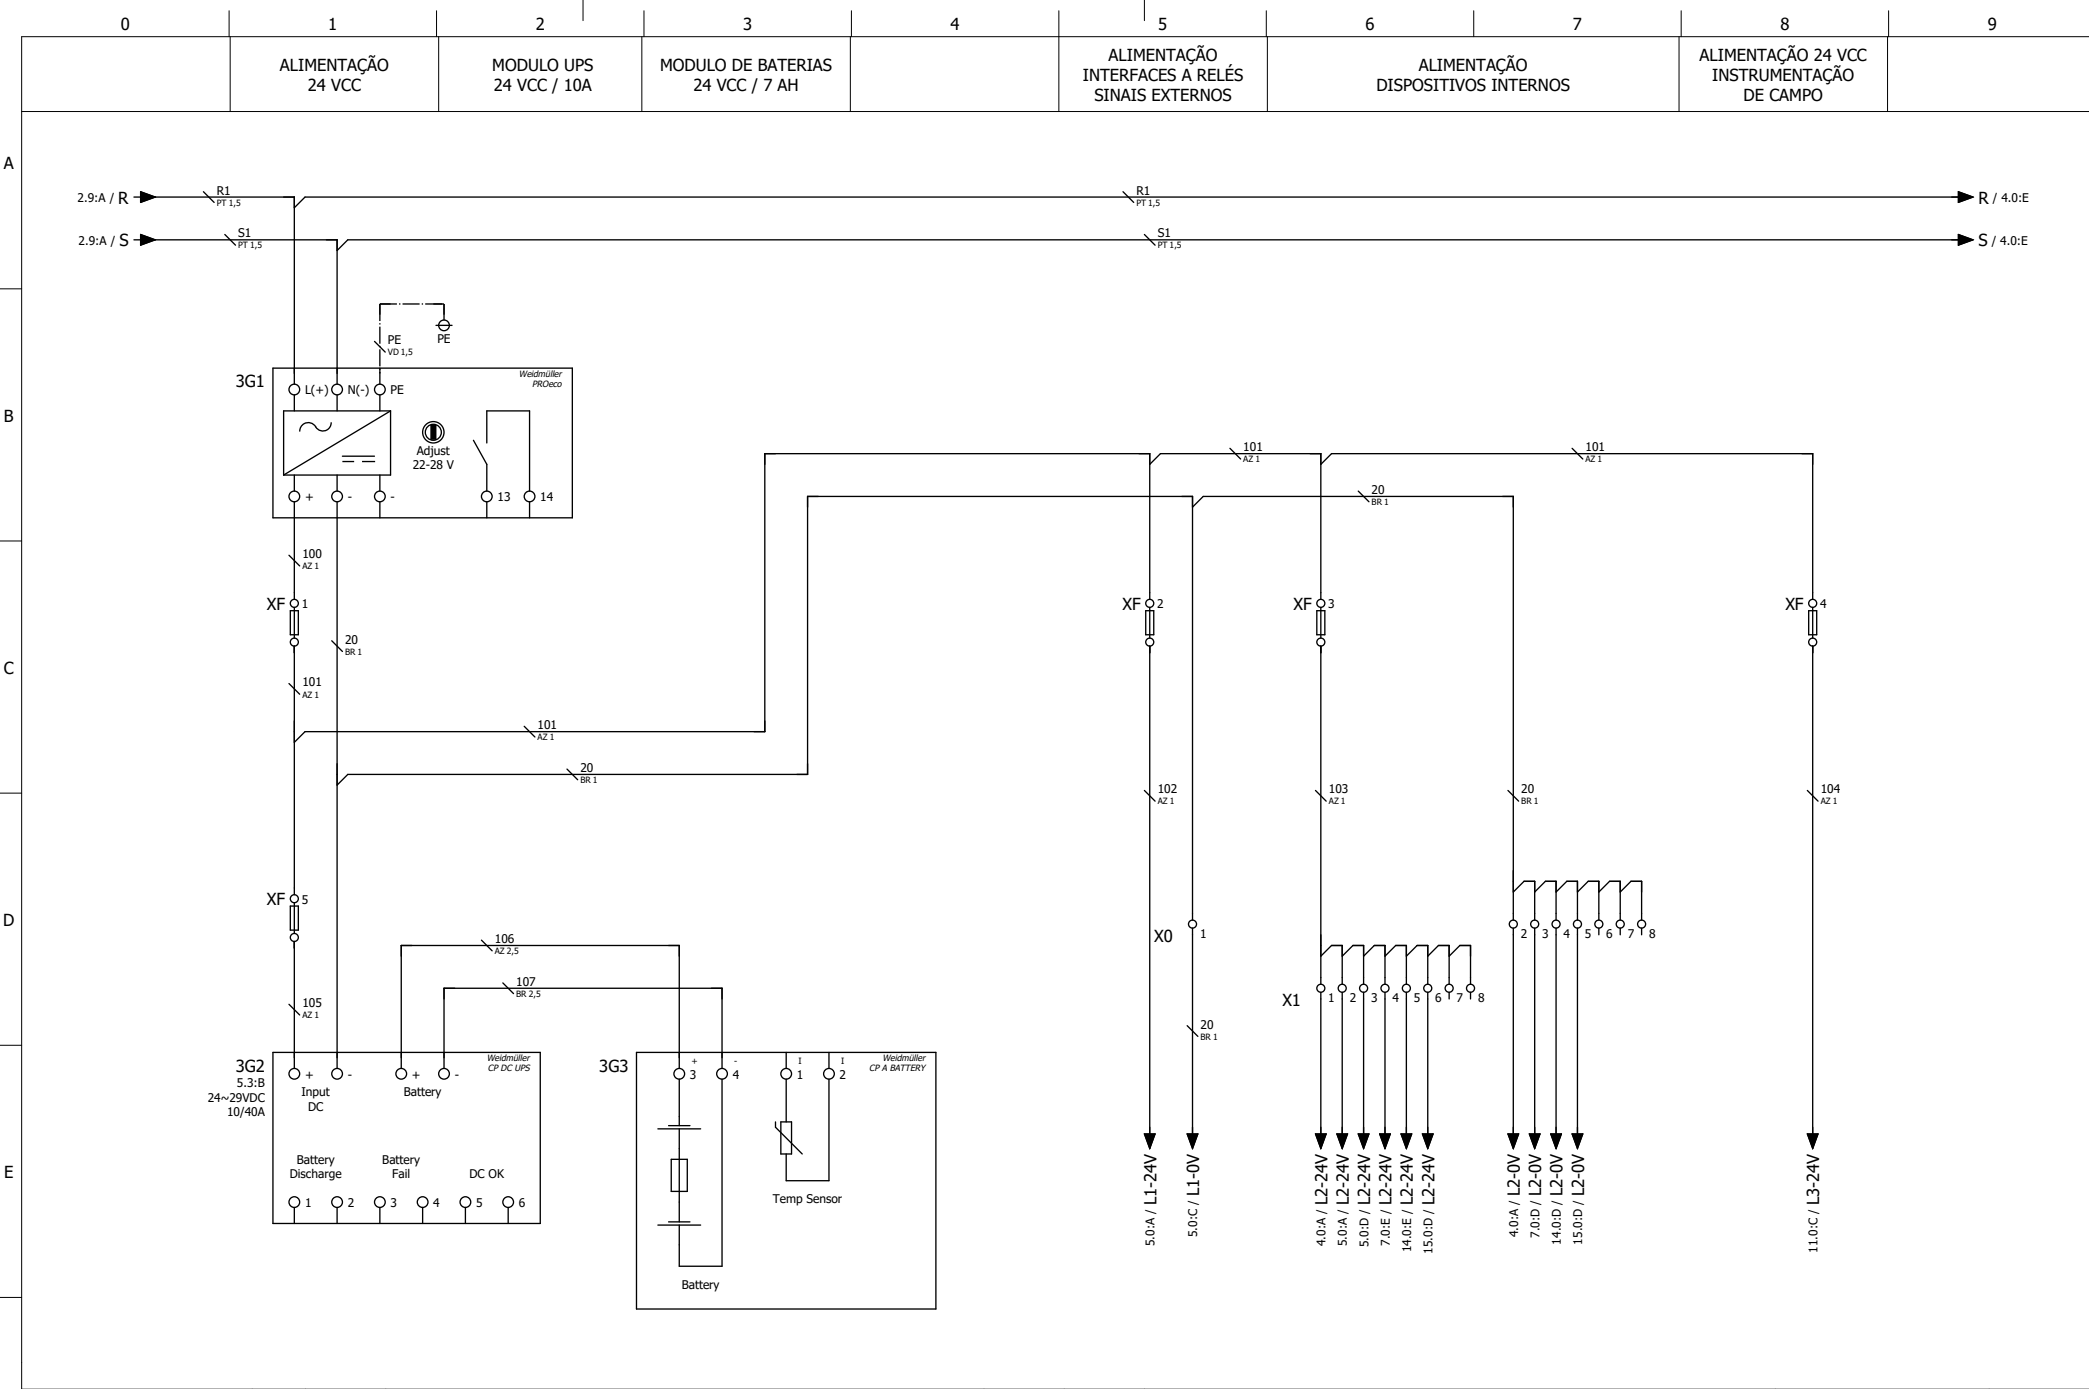 0 1 2 3 4 5 6 7 8 9
ALIMENTAÇÃO
24 VCC
MODULO UPS
24 VCC / 10A
MODULO DE BATERIAS
24 VCC / 7 AH
ALIMENTAÇÃO
INTERFACES A RELÉS
SINAIS EXTERNOS
ALIMENTAÇÃO
DISPOSITIVOS INTERNOS
ALIMENTAÇÃO 24 VCC
INSTRUMENTAÇÃO
DE CAMPO
A
2.9:A / R
R1
PT 1,5
R1
PT 1,5
R / 4.0:E
2.9:A / S
S1
PT 1,5
S1
PT 1,5
S / 4.0:E
B
PE
VD 1,5
PE
3G1
Weidmüller
PROeco
L(+) N(-) PE
Adjust
22-28 V
+ - - 13 14
101
AZ 1
101
AZ 1
20
BR 1
C
100
AZ 1
XF 1
XF 2
XF 3
XF 4
20
BR 1
101
AZ 1
101
AZ 1
20
BR 1
102
AZ 1
103
AZ 1
20
BR 1
104
AZ 1
D
XF 5
106
AZ 2,5
107
BR 2,5
105
AZ 1
X0 1
2 3 4 5 6 7 8
X1 1 2 3 4 5 6 7 8
20
BR 1
E
3G2
5.3:B
24~29VDC
10/40A
Weidmüller
CP DC UPS
+ - + -
Input
DC
Battery
Battery
Discharge
Battery
Fail
DC OK
1 2 3 4 5 6
3G3
Weidmüller
CP A BATTERY
+ - I I
3 4 1 2
Temp Sensor
Battery
5.0:A / L1-24V
5.0:C / L1-0V
4.0:A / L2-24V
5.0:A / L2-24V
5.0:D / L2-24V
7.0:E / L2-24V
14.0:E / L2-24V
15.0:D / L2-24V
4.0:A / L2-0V
7.0:D / L2-0V
14.0:D / L2-0V
15.0:D / L2-0V
11.0:C / L3-24V